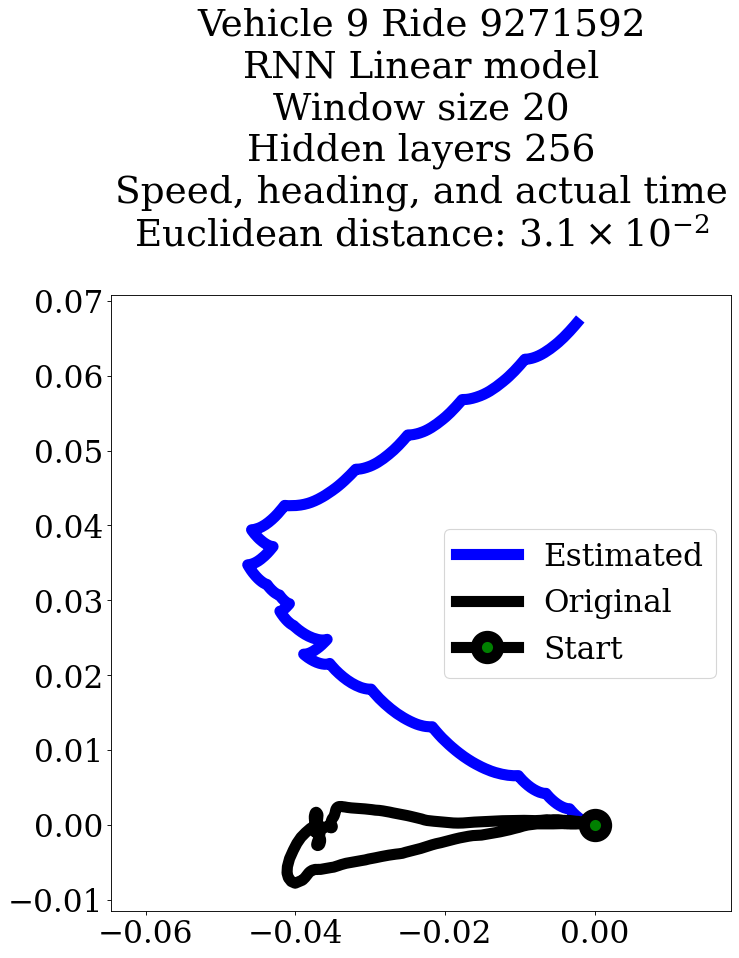 Vehicle 9 Ride 9271592
RNN Linear model
Window size 20
Hidden layers 256
Speed, heading, and actual time
Euclidean distance: 3.1 × 10⁻²
0.07
0.06
0.05
0.04
0.03
0.02
0.01
0.00
−0.01
Estimated
Original
Start
−0.06 −0.04 −0.02 0.00